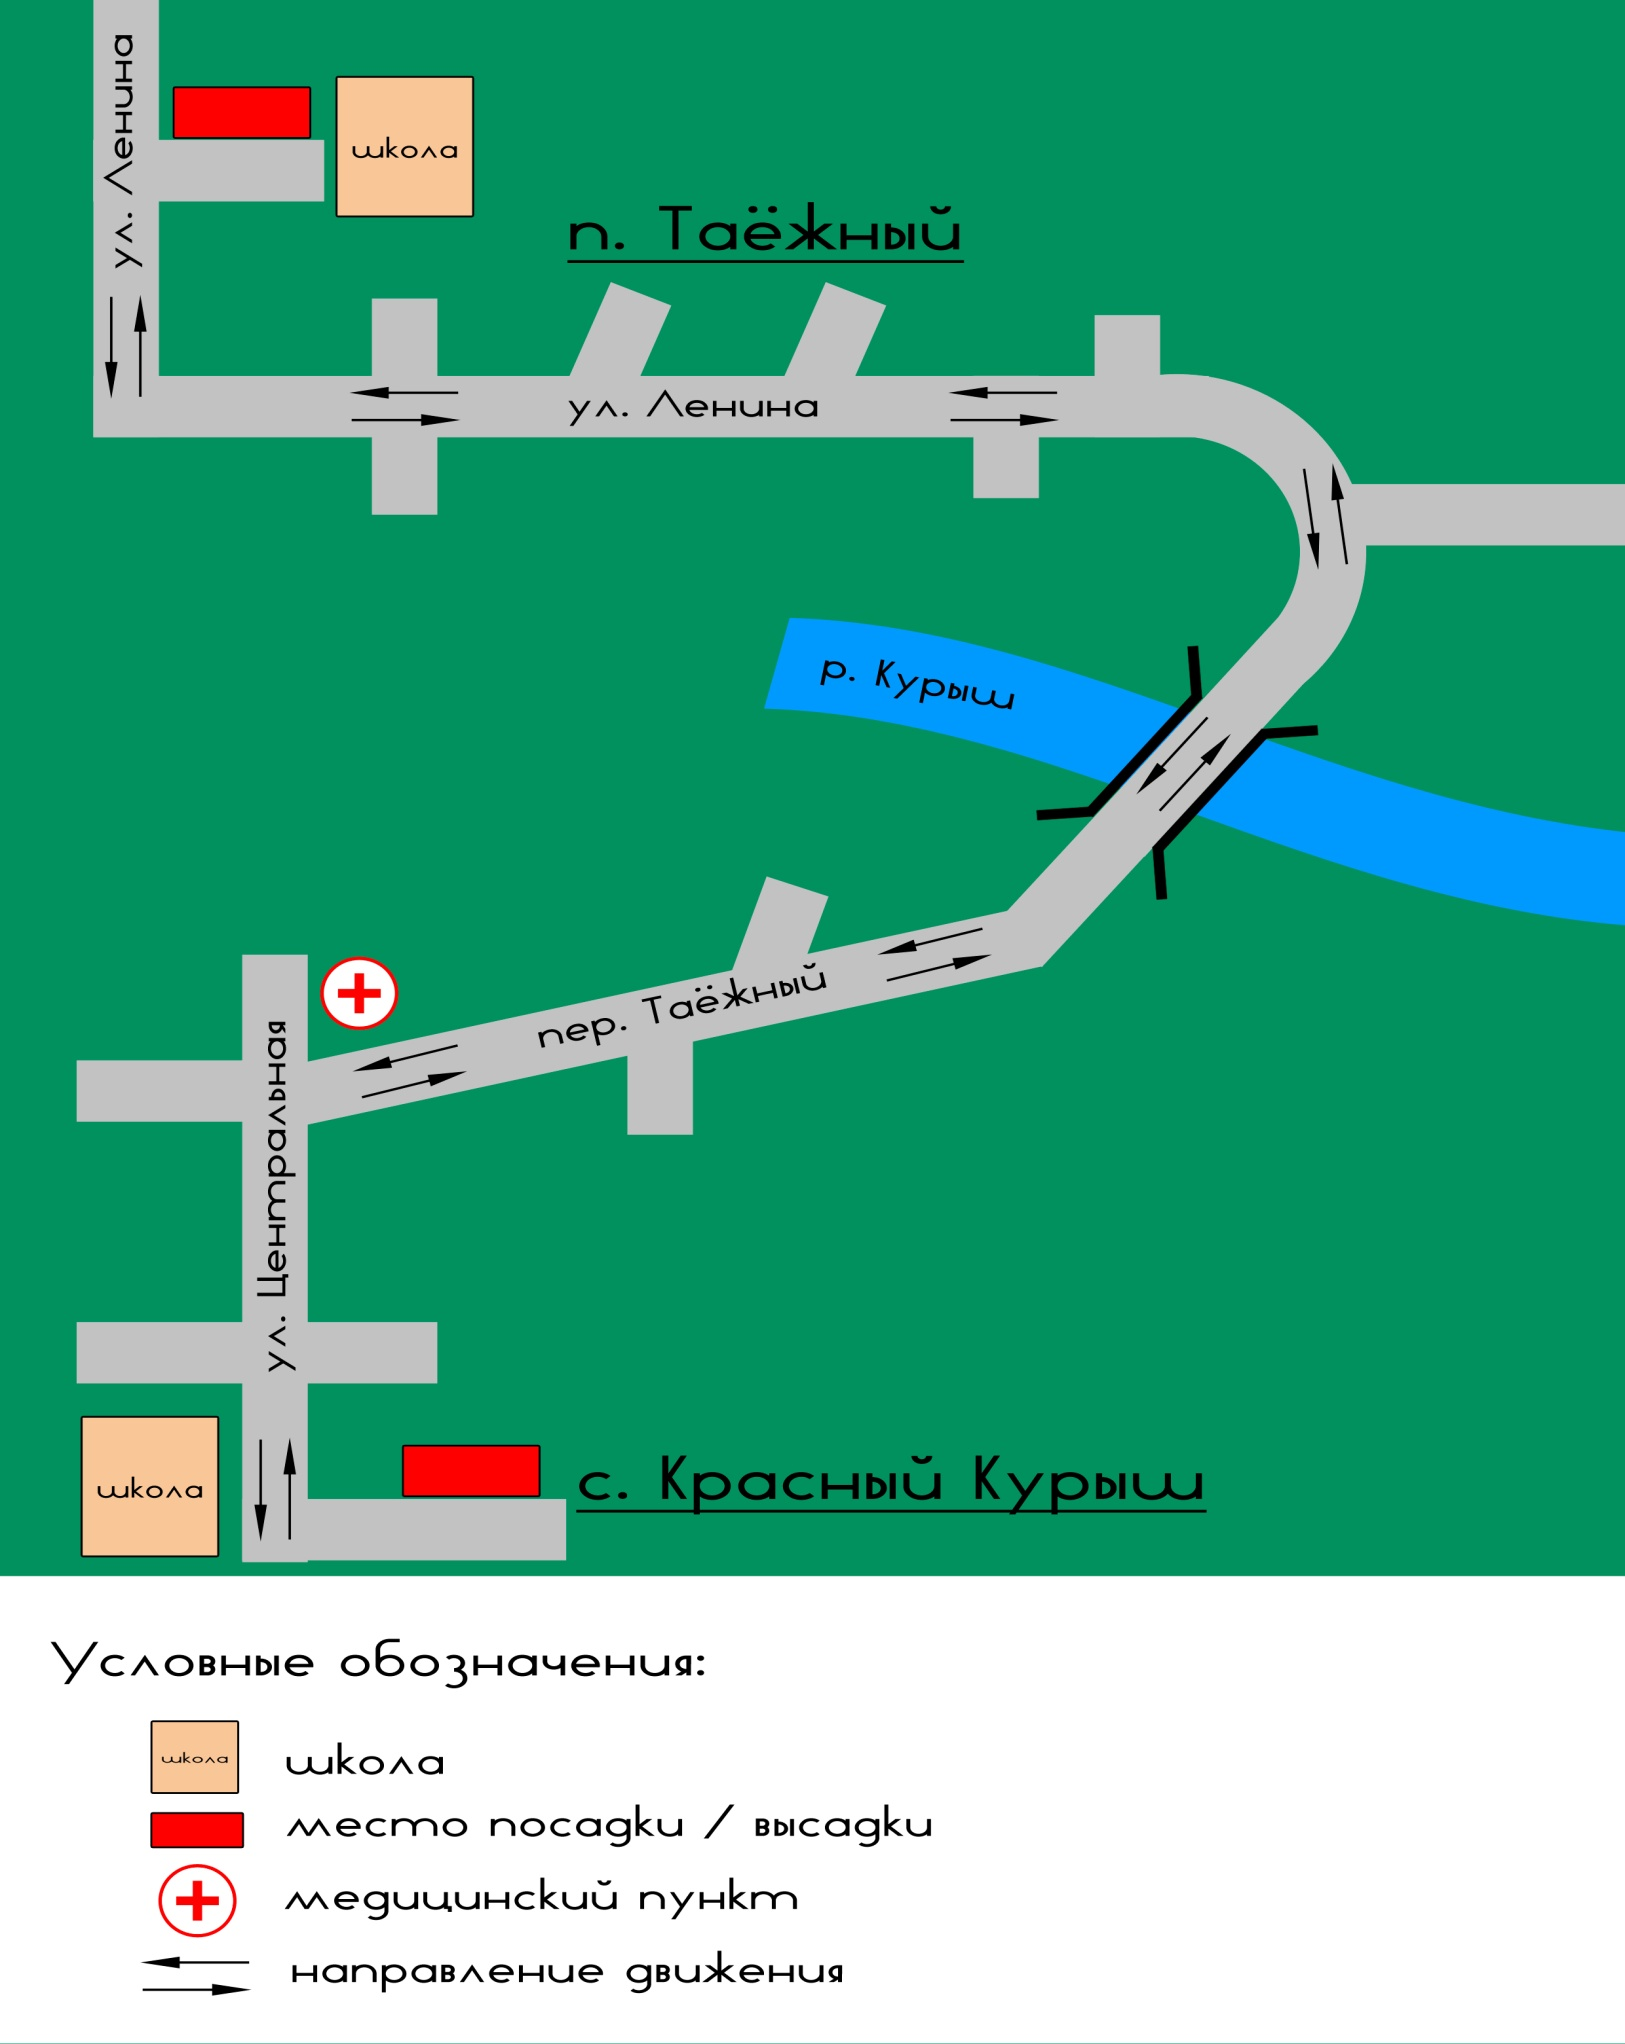 ул. Ленина
школа
п. Таёжный
ул. Ленина
р. Курыш
пер. Таёжный
ул. Центральная
школа
с. Красный Курыш
Условные обозначения:
школа
школа
место посадки / высадки
медицинский пункт
направление движения